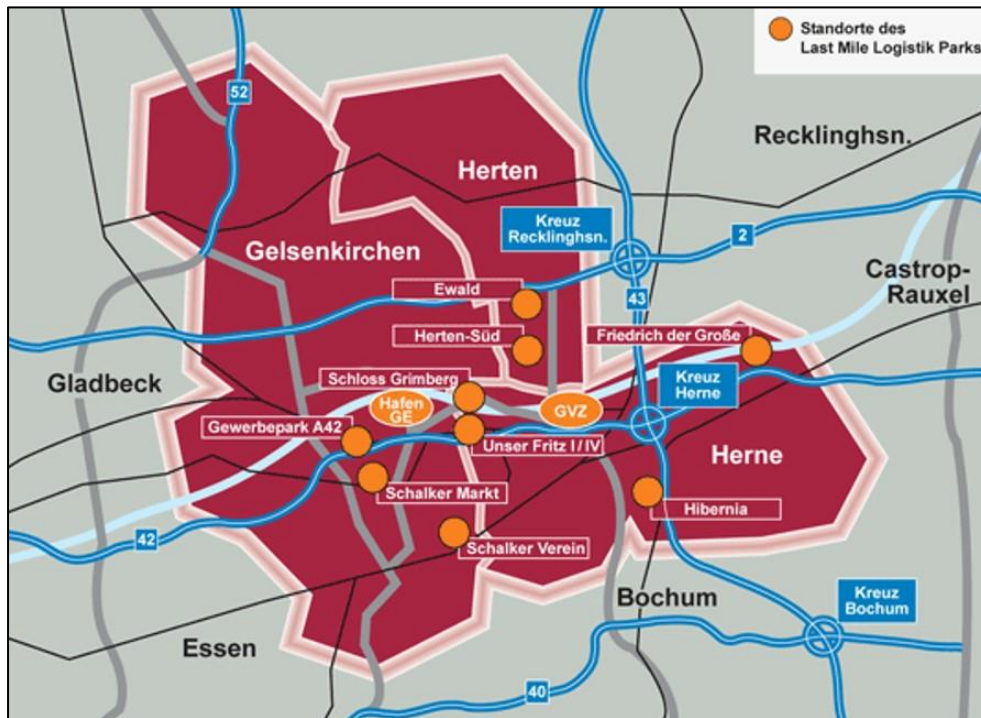 Standorte des
Last Mile Logistik Parks
52
Recklinghsn.
Herten
Kreuz
Recklinghsn.
2
Gelsenkirchen
Castrop-
Rauxel
Ewald
43
Herten-Süd
Friedrich der Große
Gladbeck
Schloss Grimberg
Kreuz
Herne
Hafen
GE
GVZ
Gewerbepark A42
Unser Fritz I / IV
Herne
Schalker Markt
Hibernia
42
Schalker Verein
Bochum
Kreuz
Bochum
Essen
40